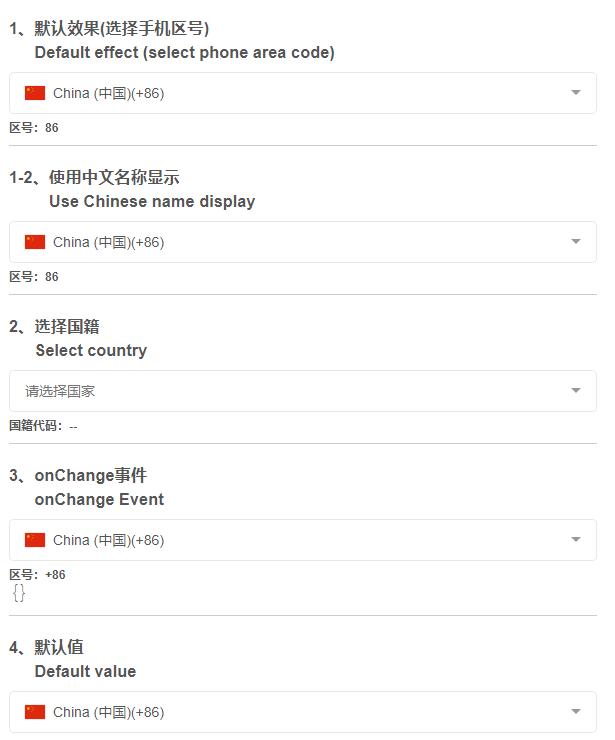 1、默认效果(选择手机区号)
Default effect (select phone area code)
China (中国)(+86)
区号：86
1-2、使用中文名称显示
Use Chinese name display
China (中国)(+86)
区号：86
2、选择国籍
Select country
请选择国家
国籍代码：--
3、onChange事件
onChange Event
China (中国)(+86)
区号：+86
{}
4、默认值
Default value
China (中国)(+86)